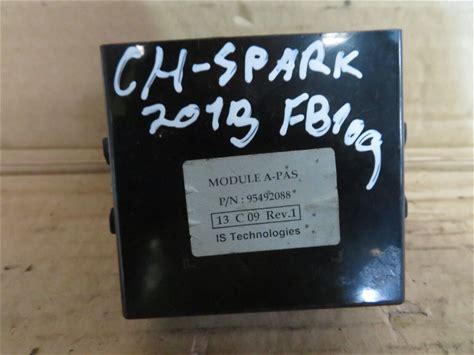 CH-SPARK
2013 FB109
MODULE A-PAS
P/N : 95492088
13 C 09 Rev.1
IS Technologies